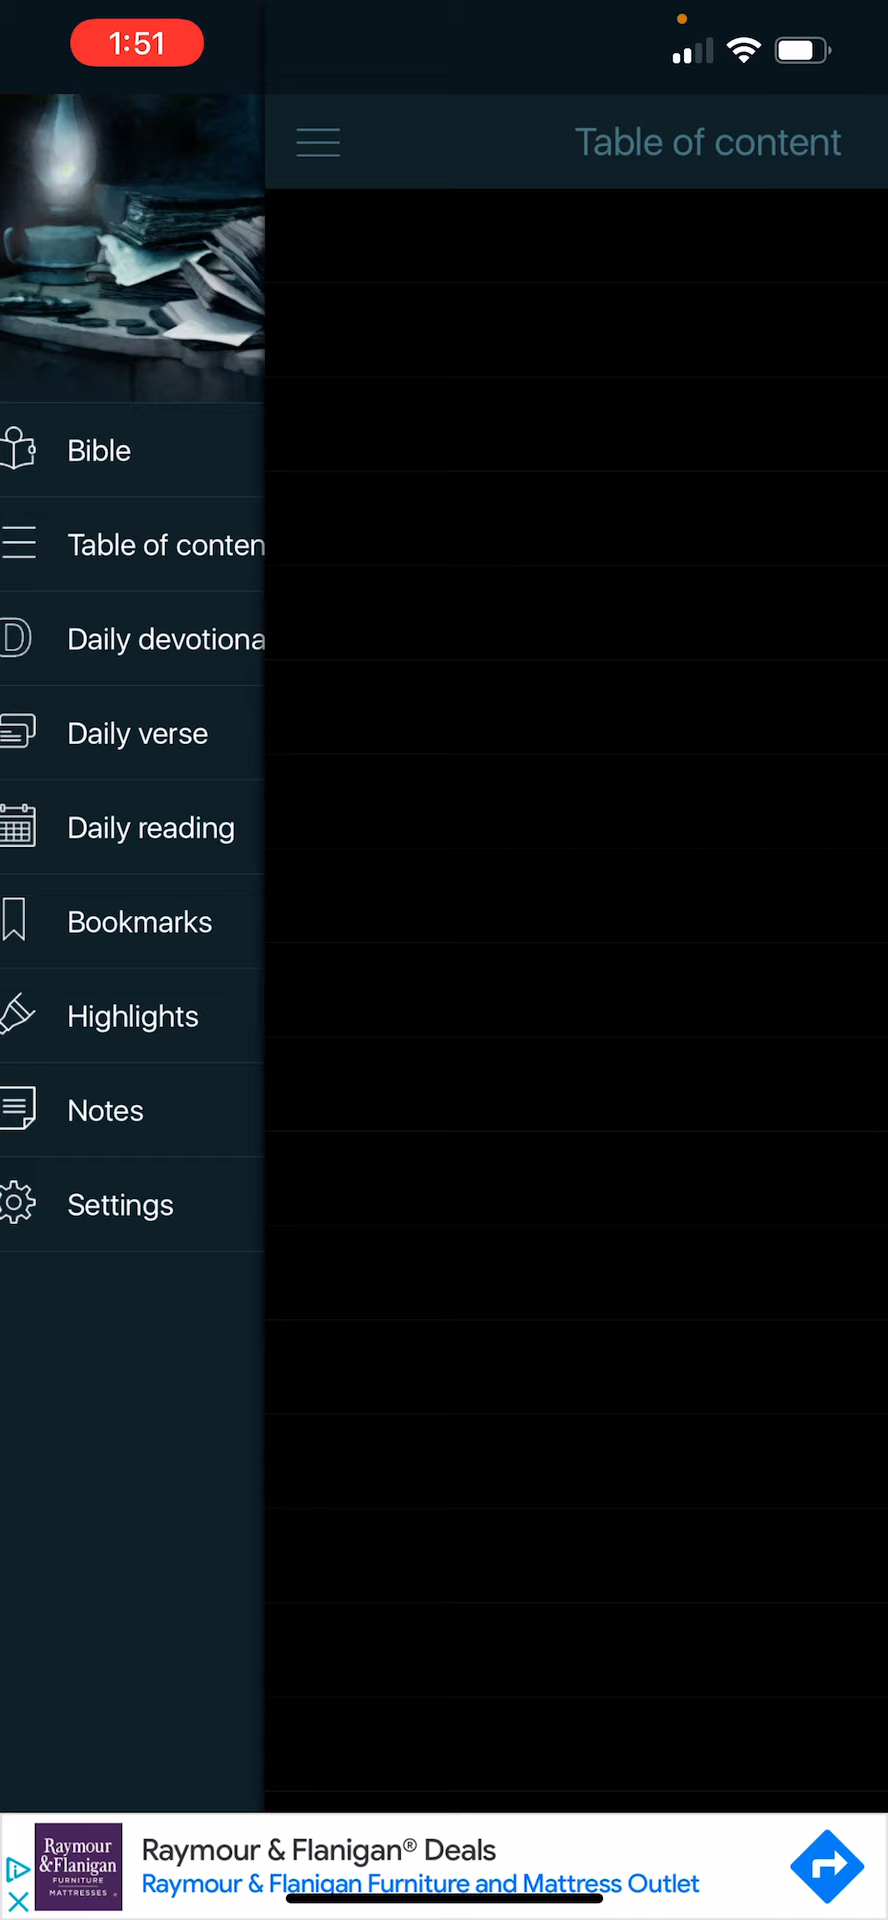 1:51
Table of content
Bible
Table of conten
Daily devotiona
Daily verse
Daily reading
Bookmarks
Highlights
Notes
Settings
Raymour
&Flanigan
FURNITURE
MATTRESSES
Raymour & Flanigan® Deals
Raymour & Flanigan Furniture and Mattress Outlet